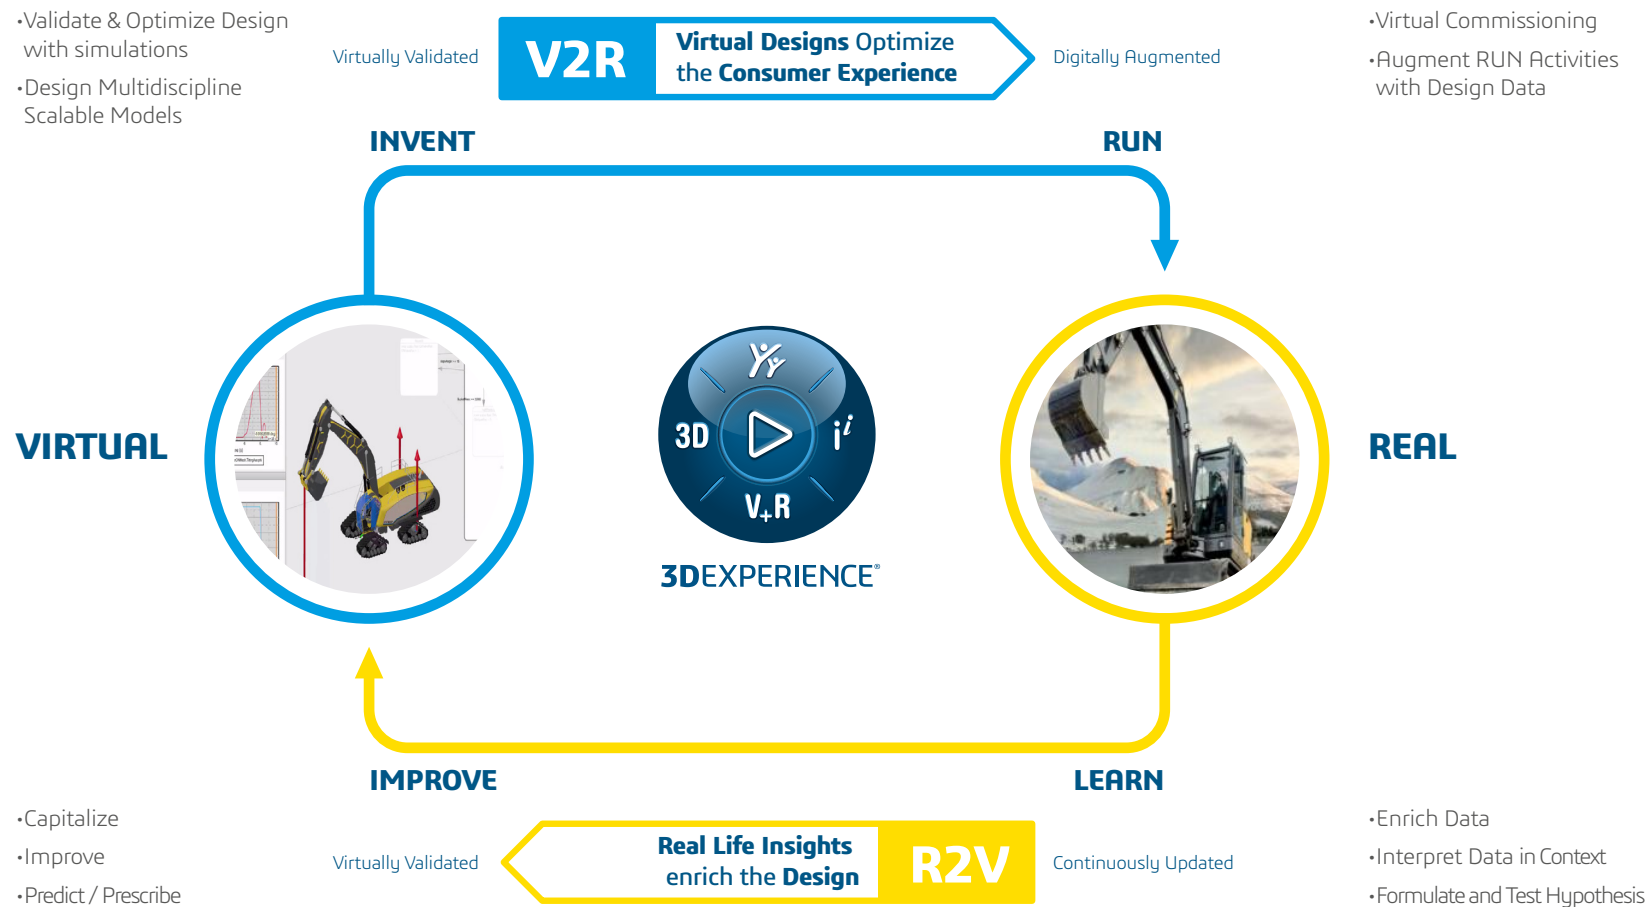 •Validate & Optimize Design
with simulations
•Design Multidiscipline
Scalable Models
Virtually Validated
V2R
Virtual Designs Optimize
the Consumer Experience
Digitally Augmented
•Virtual Commissioning
•Augment RUN Activities
with Design Data
INVENT
RUN
VIRTUAL
3D
i i
V+R
3DEXPERIENCE®
REAL
IMPROVE
LEARN
•Capitalize
•Improve
•Predict / Prescribe
Virtually Validated
Real Life Insights
enrich the Design
R2V
Continuously Updated
•Enrich Data
•Interpret Data in Context
•Formulate and Test Hypothesis